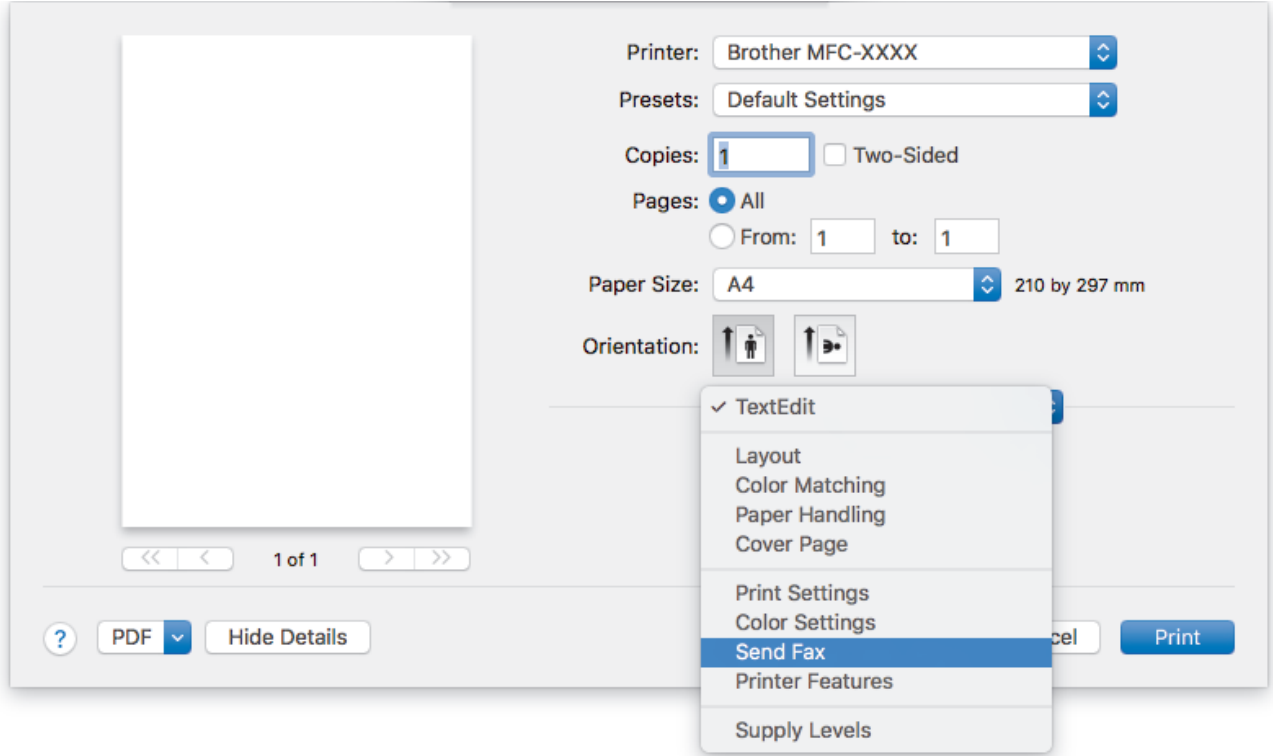 Printer: Brother MFC-XXXX
Presets: Default Settings
Copies: 1 Two-Sided
Pages: All
From: 1 to: 1
Paper Size: A4 210 by 297 mm
Orientation:
✓ TextEdit
Layout
Color Matching
Paper Handling
Cover Page
1 of 1
Print Settings
Color Settings
? PDF Hide Details cel Print
Send Fax
Printer Features
Supply Levels